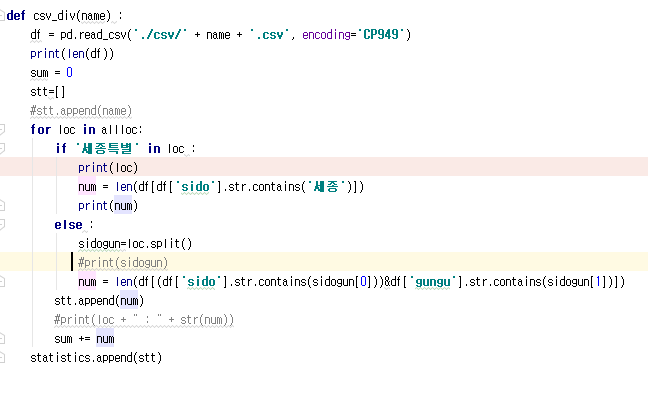 def csv_div(name) :
df = pd.read_csv('./csv/' + name + '.csv', encoding='CP949')
print(len(df))
sum = 0
stt=[]
#stt.append(name)
for loc in allloc:
if '세종특별' in loc :
print(loc)
num = len(df[df['sido'].str.contains('세종')])
print(num)
else :
sidogun=loc.split()
#print(sidogun)
num = len(df[(df['sido'].str.contains(sidogun[0]))&df['gungu'].str.contains(sidogun[1])])
stt.append(num)
#print(loc + " : " + str(num))
sum += num
statistics.append(stt)